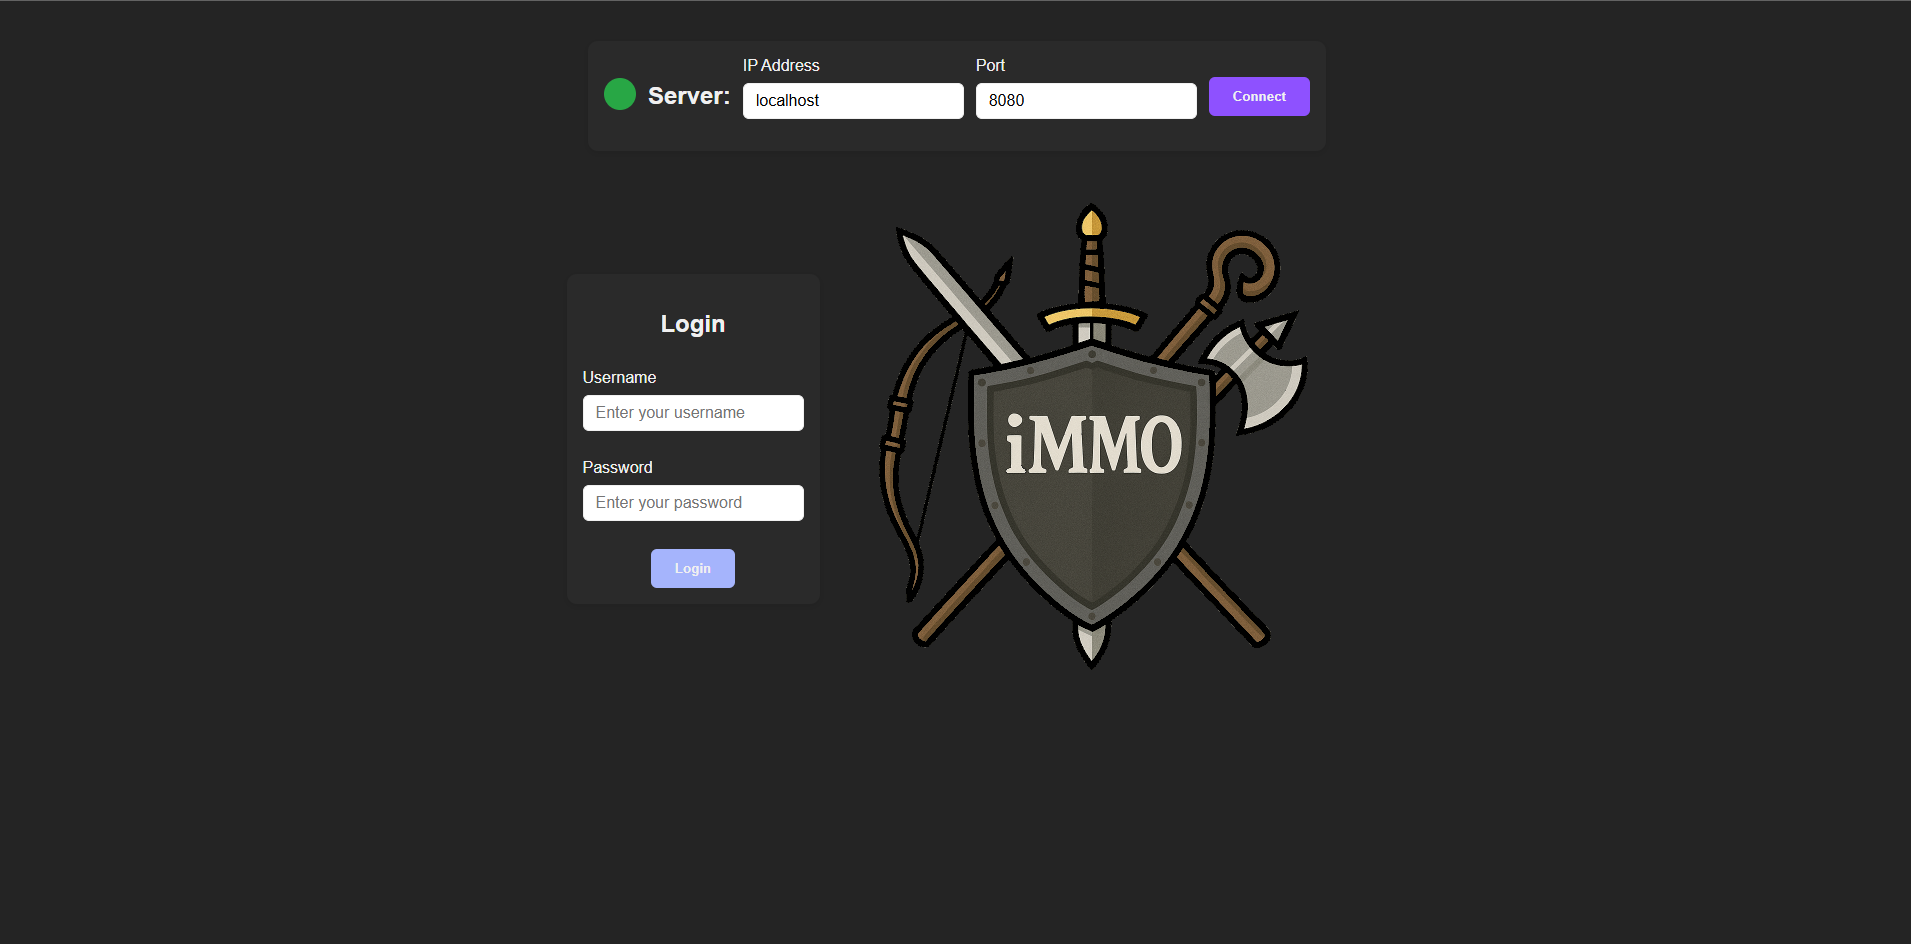 IP Address
Port
Server:
localhost
8080
Connect
Login
Username
Enter your username
Password
Enter your password
Login
iMMO